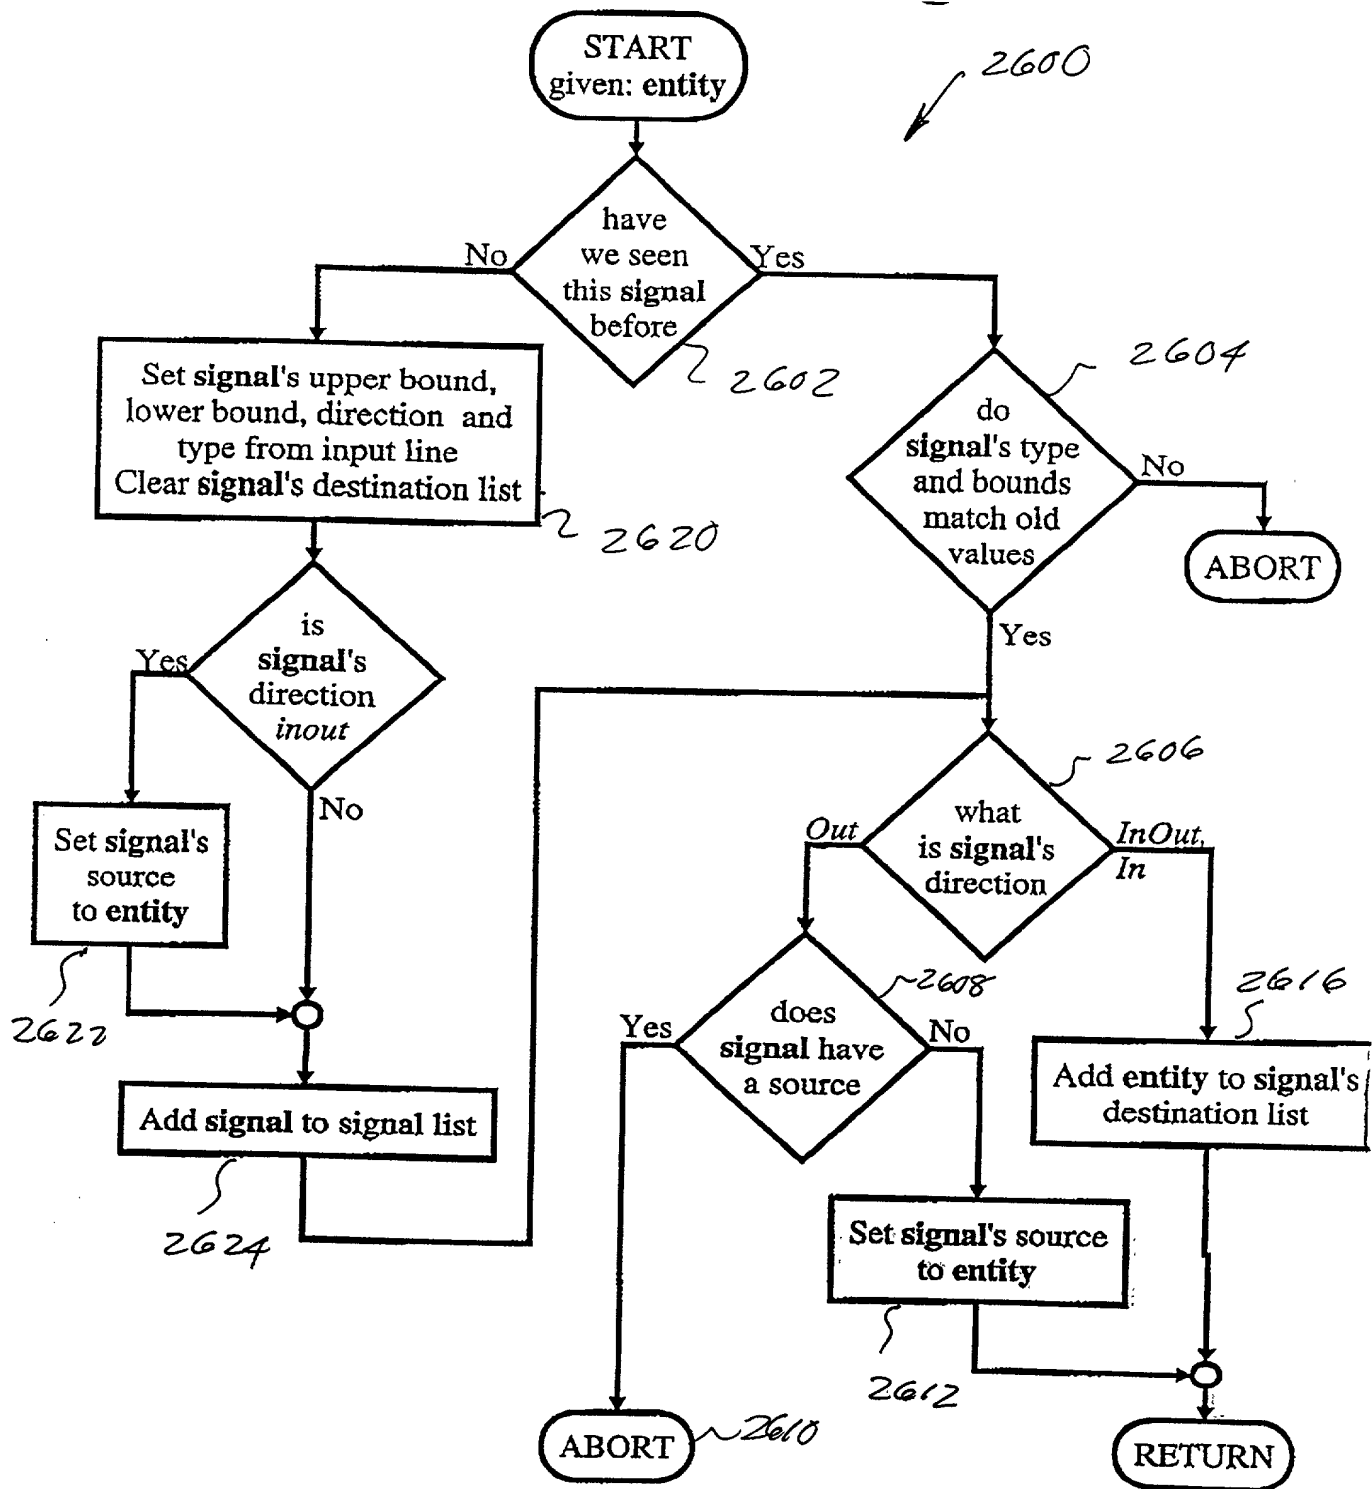 START
given: entity
2600
have
we seen
this signal
before
No
Yes
2602
2604
Set signal's upper bound,
lower bound, direction and
type from input line
Clear signal's destination list
2620
do
signal's type
and bounds
match old
values
No
ABORT
Yes
is
signal's
direction
inout
Yes
No
2606
what
is signal's
direction
Out
InOut,
In
Set signal's
source
to entity
2622
2608
does
signal have
a source
Yes
No
2616
Add entity to signal's
destination list
Add signal to signal list
2624
Set signal's source
to entity
2612
ABORT
2610
RETURN